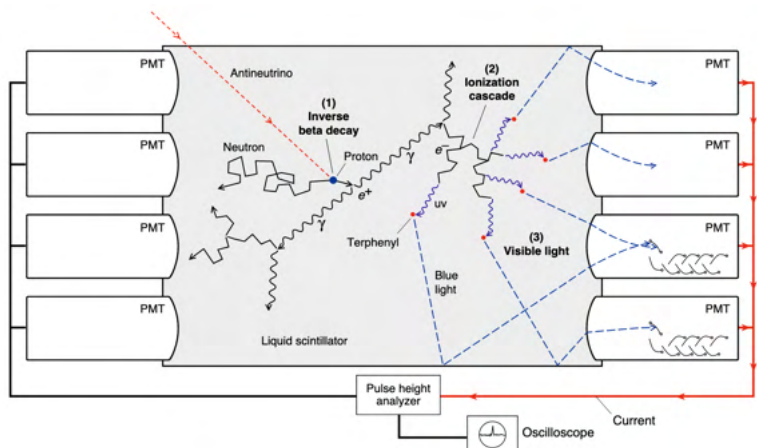 PMT
PMT
PMT
PMT
Antineutrino
(1)
Inverse
beta decay
Neutron
Proton
γ
e+
γ
(2)
Ionization
cascade
e−
uv
Terphenyl
(3)
Visible light
Blue
light
Liquid scintillator
PMT
PMT
PMT
PMT
Pulse height
analyzer
Current
Oscilloscope